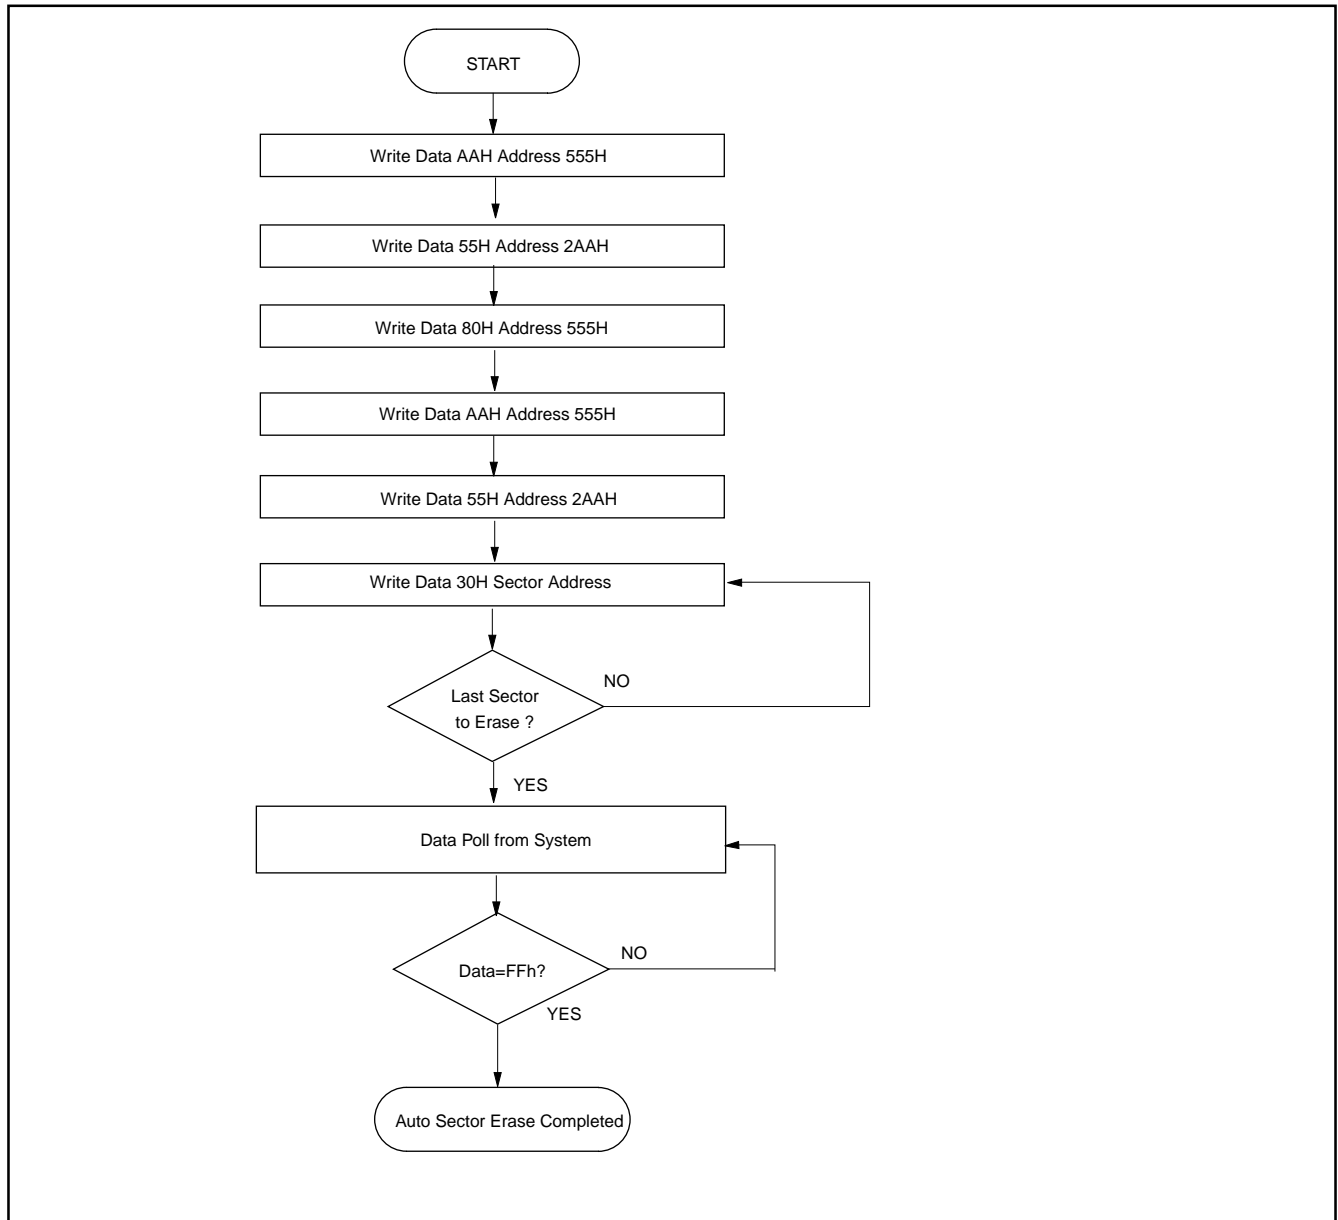 START
Write Data AAH Address 555H
Write Data 55H Address 2AAH
Write Data 80H Address 555H
Write Data AAH Address 555H
Write Data 55H Address 2AAH
Write Data 30H Sector Address
Last Sector
to Erase ?
NO
YES
Data Poll from System
Data=FFh?
NO
YES
Auto Sector Erase Completed